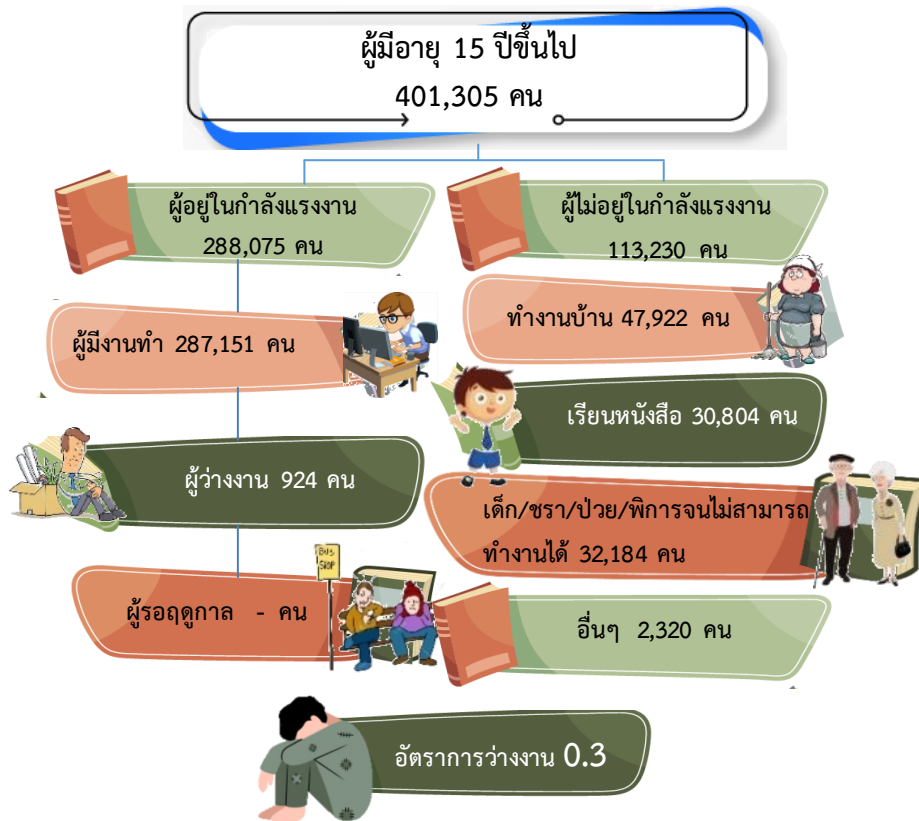 ผู้มีอายุ 15 ปีขึ้นไป
401,305 คน
ผู้อยู่ในกำลังแรงงาน
288,075 คน
ผู้มีงานทำ 287,151 คน
ผู้ว่างงาน 924 คน
BUS
STOP
ผู้รอฤดูกาล - คน
ผู้ไม่อยู่ในกำลังแรงงาน
113,230 คน
ทำงานบ้าน 47,922 คน
เรียนหนังสือ 30,804 คน
เด็ก/ชรา/ป่วย/พิการจนไม่สามารถ
ทำงานได้ 32,184 คน
อื่นๆ 2,320 คน
อัตราการว่างงาน 0.3